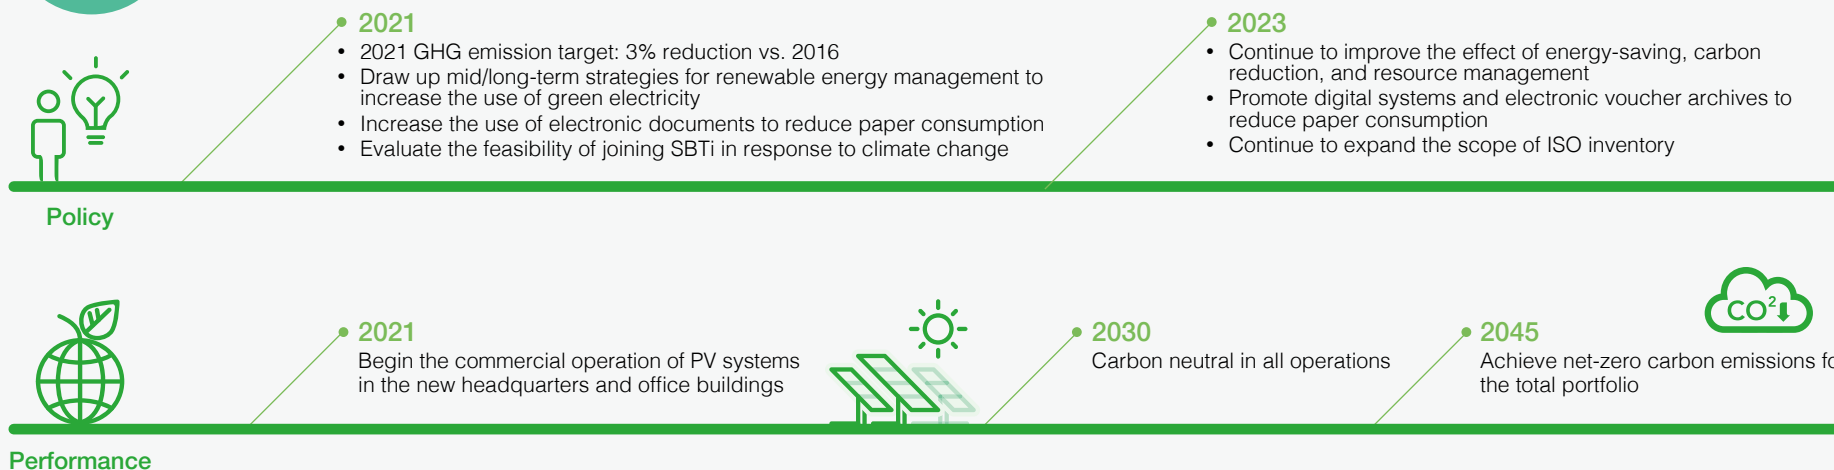 2021
• 2021 GHG emission target: 3% reduction vs. 2016
• Draw up mid/long-term strategies for renewable energy management to
increase the use of green electricity
• Increase the use of electronic documents to reduce paper consumption
• Evaluate the feasibility of joining SBTi in response to climate change
2023
• Continue to improve the effect of energy-saving, carbon
reduction, and resource management
• Promote digital systems and electronic voucher archives to
reduce paper consumption
• Continue to expand the scope of ISO inventory
Policy
2021
Begin the commercial operation of PV systems
in the new headquarters and office buildings
2030
Carbon neutral in all operations
2045
Achieve net-zero carbon emissions
the total portfolio
CO²
Performance